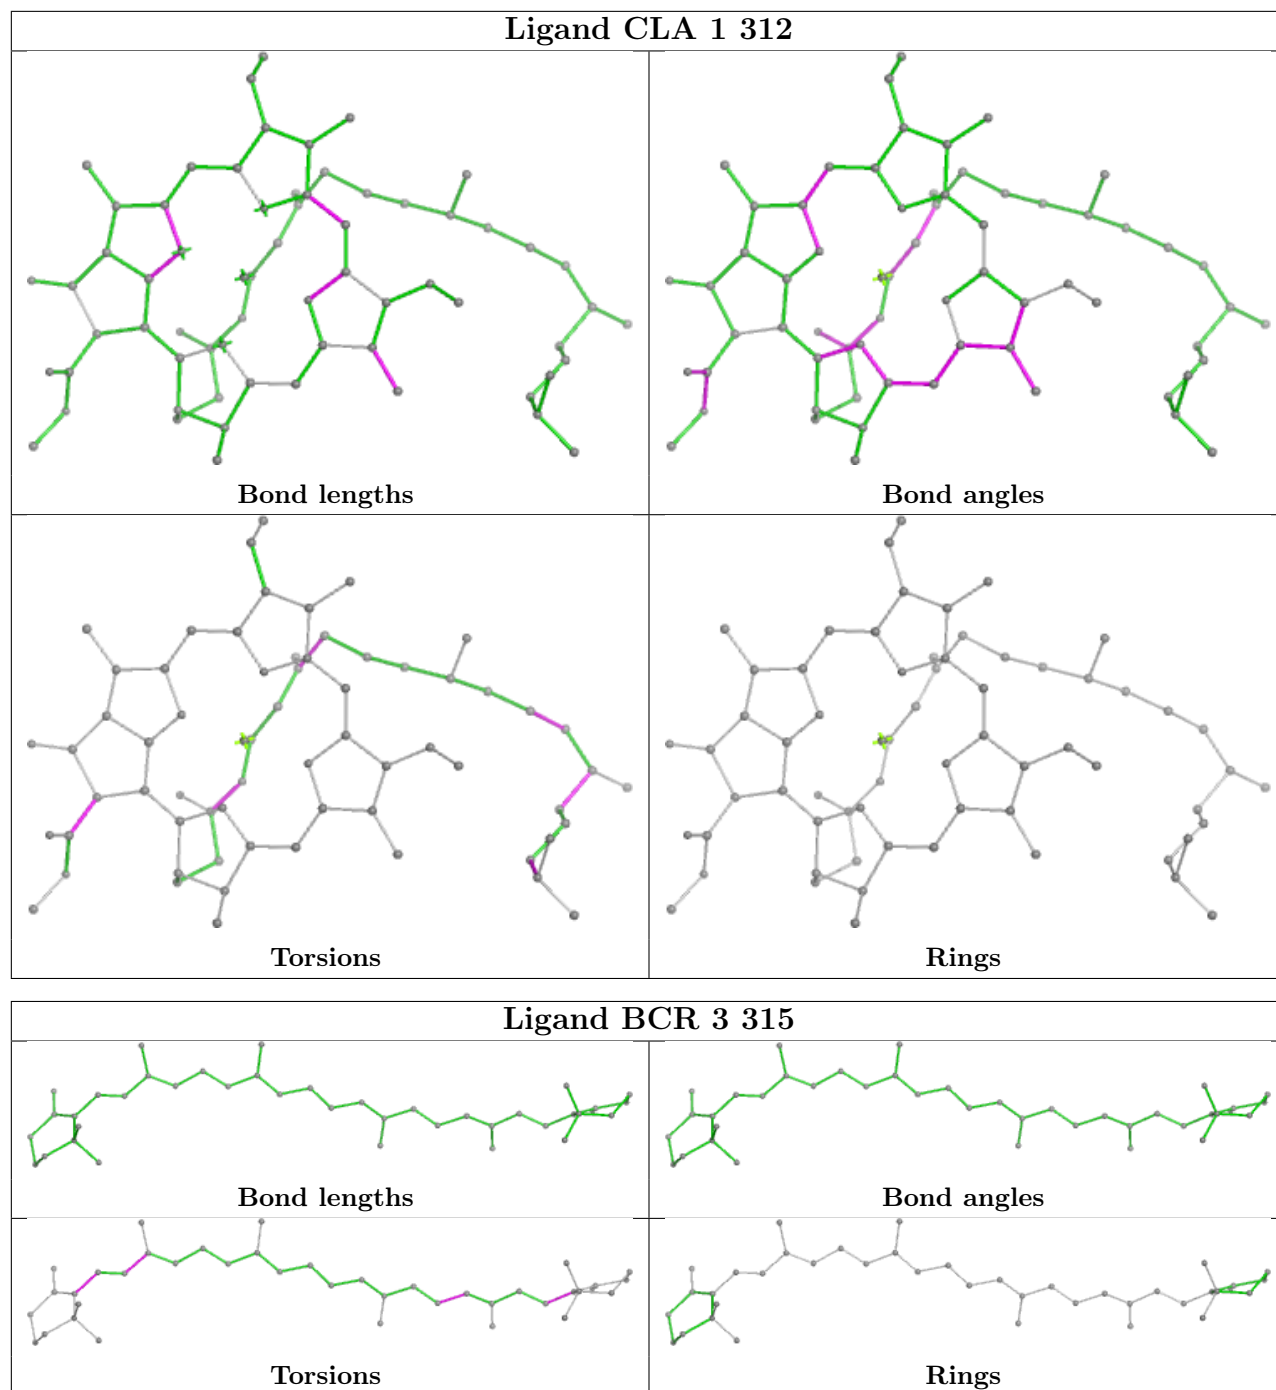 Ligand CLA 1 312
Bond lengths
Bond angles
Torsions
Rings
Ligand BCR 3 315
Bond lengths
Bond angles
Torsions
Rings